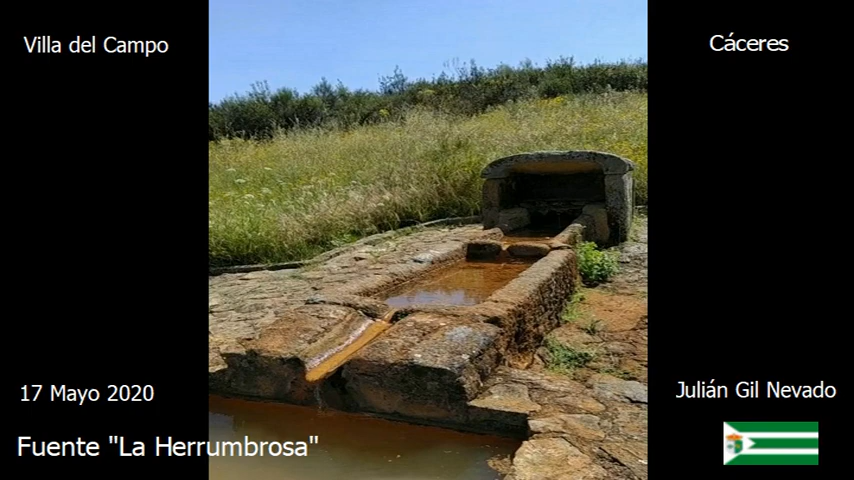 Villa del Campo
Cáceres
17 Mayo 2020
Julián Gil Nevado
Fuente "La Herrumbrosa"